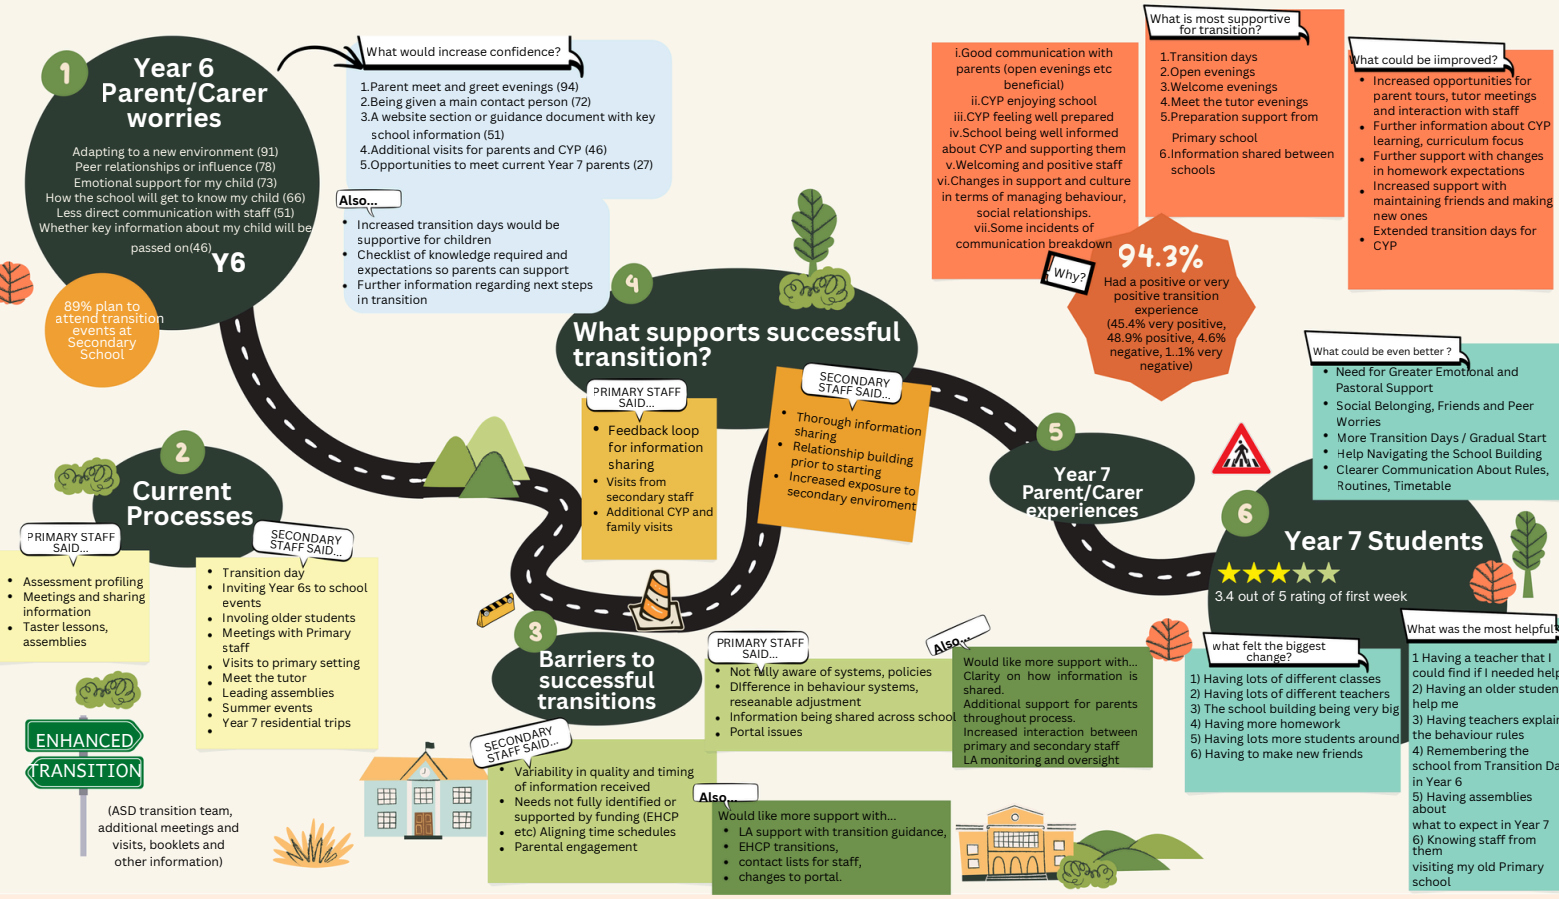 1
Year 6
Parent/Carer
worries
Adapting to a new environment (91)
Peer relationships or influence (78)
Emotional support for my child (73)
How the school will get to know my child (66)
Less direct communication with staff (51)
Whether key information about my child will be
passed on(46)
Y6
89% plan to
attend transition
events at
Secondary
School
What would increase confidence?
1.Parent meet and greet evenings (94)
2.Being given a main contact person (72)
3.A website section or guidance document with key
school information (51)
4.Additional visits for parents and CYP (46)
5.Opportunities to meet current Year 7 parents (27)
Also...
Increased transition days would be
supportive for children
Checklist of knowledge required and
expectations so parents can support
Further information regarding next steps
in transition
2
Current
Processes
PRIMARY STAFF
SAID...
Assessment profiling
Meetings and sharing
information
Taster lessons,
assemblies
SECONDARY
STAFF SAID...
Transition day
Inviting Year 6s to school
events
Involing older students
Meetings with Primary
staff
Visits to primary setting
Meet the tutor
Leading assemblies
Summer events
Year 7 residential trips
ENHANCED
TRANSITION
(ASD transition team,
additional meetings and
visits, booklets and
other information)
3
Barriers to
successful
transitions
SECONDARY
STAFF SAID...
Variability in quality and timing
of information received
Needs not fully identified or
supported by funding (EHCP
etc) Aligning time schedules
Parental engagement
PRIMARY STAFF
SAID...
Not fully aware of systems, policies
DIfference in behaviour systems,
reseanable adjustment
Information being shared across school
Portal issues
Also...
Would like more support with...
Clarity on how information is
shared.
Additional support for parents
throughout process.
Increased interaction between
primary and secondary staff
LA monitoring and oversight
Also...
Would like more support with...
LA support with transition guidance,
EHCP transitions,
contact lists for staff,
changes to portal.
4
What supports successful
transition?
PRIMARY STAFF
SAID...
Feedback loop
for information
sharing
Visits from
secondary staff
Additional CYP and
family visits
SECONDARY
STAFF SAID...
Thorough information
sharing
Relationship building
prior to starting
Increased exposure to
secondary enviroment
5
Year 7
Parent/Carer
experiences
94.3%
Had a positive or very
positive transition
experience
(45.4% very positive,
48.9% positive, 4.6%
negative, 1..1% very
negative)
Why?
i.Good communication with
parents (open evenings etc
beneficial)
ii.CYP enjoying school
iii.CYP feeling well prepared
iv.School being well informed
about CYP and supporting them
v.Welcoming and positive staff
vi.Changes in support and culture
in terms of managing behaviour,
social relationships.
vii.Some incidents of
communication breakdown
What is most supportive
for transition?
1.Transition days
2.Open evenings
3.Welcome evenings
4.Meet the tutor evenings
5.Preparation support from
Primary school
6.Information shared between
schools
What could be iimproved?
Increased opportunities for
parent tours, tutor meetings
and interaction with staff
Further information about CYP
learning, curriculum focus
Further support with changes
in homework expectations
Increased support with
maintaining friends and making
new ones
Extended transition days for
CYP
6
Year 7 Students
3.4 out of 5 rating of first week
What could be even better ?
Need for Greater Emotional and
Pastoral Support
Social Belonging, Friends and Peer
Worries
More Transition Days / Gradual Start
Help Navigating the School Building
Clearer Communication About Rules,
Routines, Timetable
what felt the biggest
change?
1) Having lots of different classes
2) Having lots of different teachers
3) The school building being very big
4) Having more homework
5) Having lots more students around
6) Having to make new friends
What was the most helpful?
1 Having a teacher that I
could find if I needed help
2) Having an older studen
help me
3) Having teachers explain
the behaviour rules
4) Remembering the
school from Transition Da
in Year 6
5) Having assemblies
about
what to expect in Year 7
6) Knowing staff from
them
visiting my old Primary
school